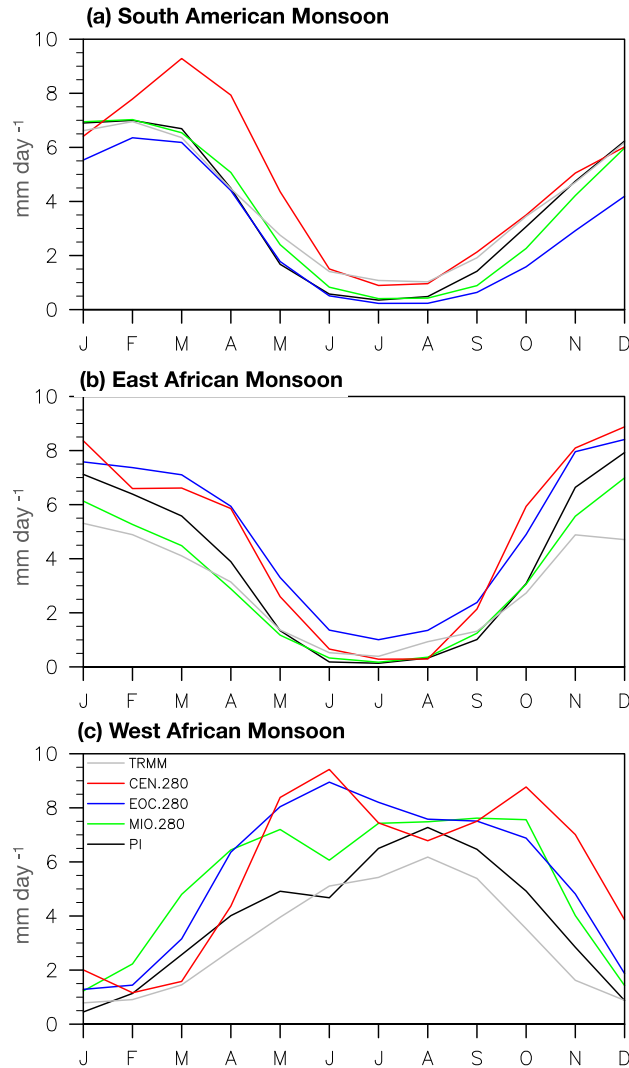 (a) South American Monsoon
mm day -1
10
8
6
4
2
0
J F M A M J J A S O N D
(b) East African Monsoon
mm day -1
10
8
6
4
2
0
J F M A M J J A S O N D
(c) West African Monsoon
mm day -1
10
8
6
4
2
0
TRMM
CEN.280
EOC.280
MIO.280
PI
J F M A M J J A S O N D